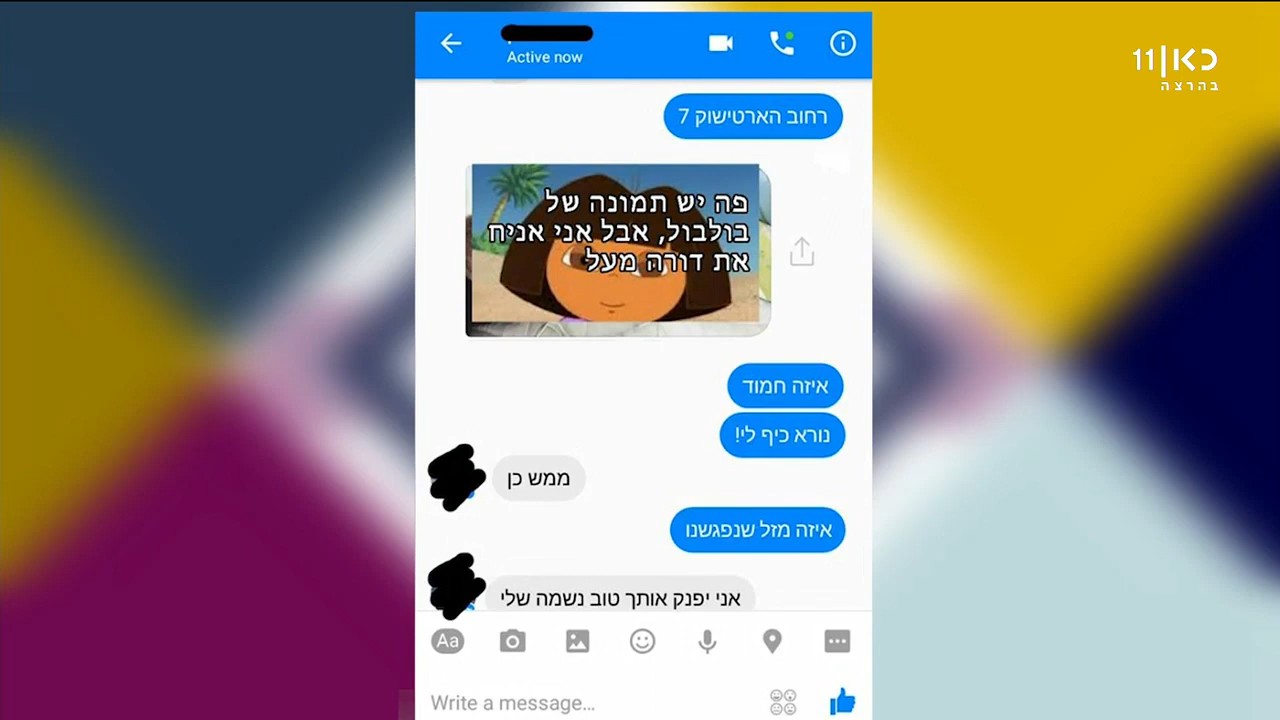 Active now
כאן 11
בהרצה
רחוב הארטישוק 7
פה יש תמונה של
בולבול, אבל אני אניח
את דורה מעל
איזה חמוד
נורא כיף לי!
ממש כן
איזה מזל שנפגשנו
אני יפנק אותך טוב נשמה שלי
Aa
Write a message...